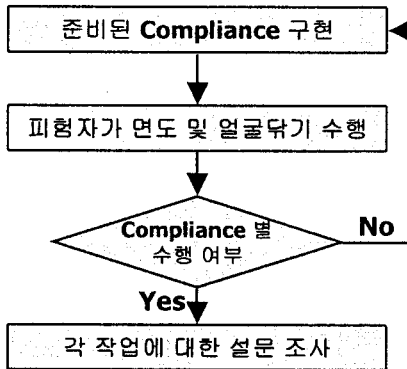 준비된 Compliance 구현
피험자가 면도 및 얼굴닦기 수행
Compliance 별
수행 여부
No
Yes
각 작업에 대한 설문 조사